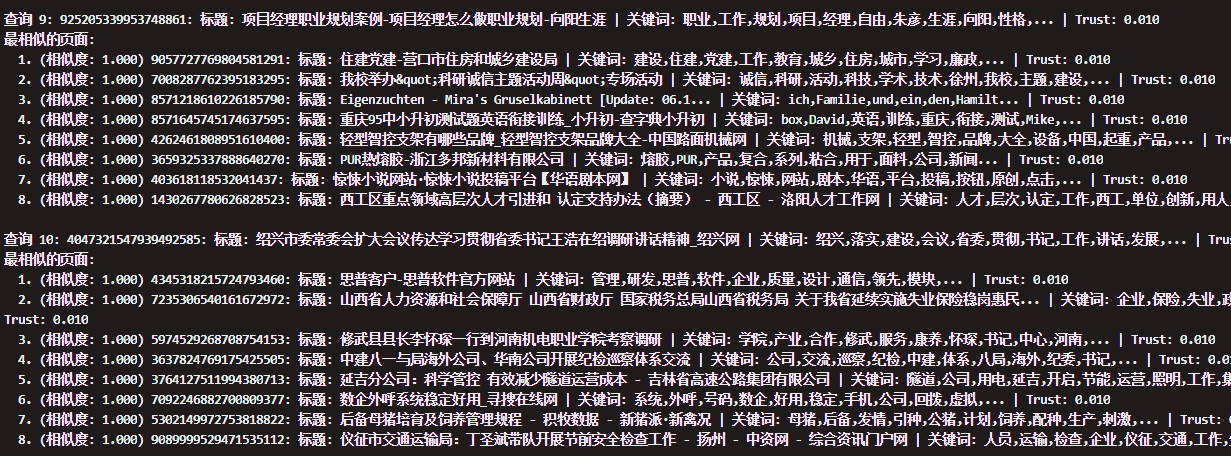 查询 9: 925205339953748861: 标题: 项目经理职业规划案例-项目经理怎么做职业规划-向阳生涯 | 关键词: 职业,工作,规划,项目,经理,自由,朱彦,生涯,向阳,性格,... | Trust: 0.010
最相似的页面:
1. (相似度: 1.000) 9057727769804581291: 标题: 住建党建-营口市住房和城乡建设局 | 关键词: 建设,住建,党建,工作,教育,城乡,住房,城市,学习,廉政,... | Trust: 0.010
2. (相似度: 1.000) 7008287762395183295: 标题: 我校举办&quot;科研诚信主题活动周&quot;专场活动 | 关键词: 诚信,科研,活动,科技,学术,技术,徐州,我校,主题,建设,... | Trust: 0.010
3. (相似度: 1.000) 8571218610226185790: 标题: Eigenzuchten - Mira's Gruselkabinett [Update: 06.1... | 关键词: ich,Familie,und,ein,den,Hamilt... | Trust: 0.010
4. (相似度: 1.000) 8571645745174637595: 标题: 重庆95中小升初测试题英语衔接训练_小升初-查字典小升初 | 关键词: box,David,英语,训练,重庆,衔接,测试,Mike,... | Trust: 0.010
5. (相似度: 1.000) 4262461808951610400: 标题: 轻型智控支架有哪些品牌_轻型智控支架品牌大全-中国路面机械网 | 关键词: 机械,支架,轻型,智控,品牌,大全,设备,中国,起重,产品,... | Tr
6. (相似度: 1.000) 3659325337888640270: 标题: PUR热熔胶-浙江多邦新材料有限公司 | 关键词: 熔胶,PUR,产品,复合,系列,粘合,用于,面料,公司,新闻... | Trust: 0.010
7. (相似度: 1.000) 403618118532041437: 标题: 惊悚小说网站·惊悚小说投稿平台【华语剧本网】 | 关键词: 小说,惊悚,网站,剧本,华语,平台,投稿,按钮,原创,点击,... | Trust: 0.010
8. (相似度: 1.000) 1430267780626828523: 标题: 西工区重点领域高层次人才引进和 认定支持办法（摘要） - 西工区 - 洛阳人才工作网 | 关键词: 人才,层次,认定,工作,西工,单位,创新,用人
查询 10: 4047321547939492585: 标题: 绍兴市委常委会扩大会议传达学习贯彻省委书记王浩在绍调研讲话精神_绍兴网 | 关键词: 绍兴,落实,建设,会议,省委,贯彻,书记,工作,讲话,发展,... | Trus
最相似的页面:
1. (相似度: 1.000) 4345318215724793460: 标题: 思普客户-思普软件官方网站 | 关键词: 管理,研发,思普,软件,企业,质量,设计,通信,领先,模块,... | Trust: 0.010
2. (相似度: 1.000) 7235306540161672972: 标题: 山西省人力资源和社会保障厅 山西省财政厅 国家税务总局山西省税务局 关于我省延续实施失业保险稳岗惠民... | 关键词: 企业,保险,失业,政
Trust: 0.010
3. (相似度: 1.000) 5974529268708754153: 标题: 修武县县长李怀琛一行到河南机电职业学院考察调研 | 关键词: 学院,产业,合作,修武,服务,康养,怀琛,书记,中心,河南,... | Trust: 0.010
4. (相似度: 1.000) 3637824769175425505: 标题: 中建八一与局海外公司、华南公司开展纪检巡察体系交流 | 关键词: 公司,交流,巡察,纪检,中建,体系,八局,海外,纪委,书记,... | Trust: 0.010
5. (相似度: 1.000) 3764127511994380713: 标题: 延吉分公司：科学管控 有效减少隧道运营成本 - 吉林省高速公路集团有限公司 | 关键词: 隧道,公司,用电,延吉,开启,节能,运营,照明,工作,集
6. (相似度: 1.000) 7092246882700809377: 标题: 数企外呼系统稳定好用_寻搜在线网 | 关键词: 系统,外呼,号码,数企,好用,稳定,手机,公司,回拨,虚拟,... | Trust: 0.010
7. (相似度: 1.000) 5302149972753818822: 标题: 后备母猪培育及饲养管理规程 - 积牧数据 - 新猪派·新禽况 | 关键词: 母猪,后备,发情,引种,公猪,计划,饲养,配种,生产,刺激,... | Trust: 0
8. (相似度: 1.000) 9089999529471535112: 标题: 仪征市交通运输局：丁圣斌带队开展节前安全检查工作 - 扬州 - 中资网 - 综合资讯门户网 | 关键词: 人员,运输,检查,企业,仪征,交通,工作,